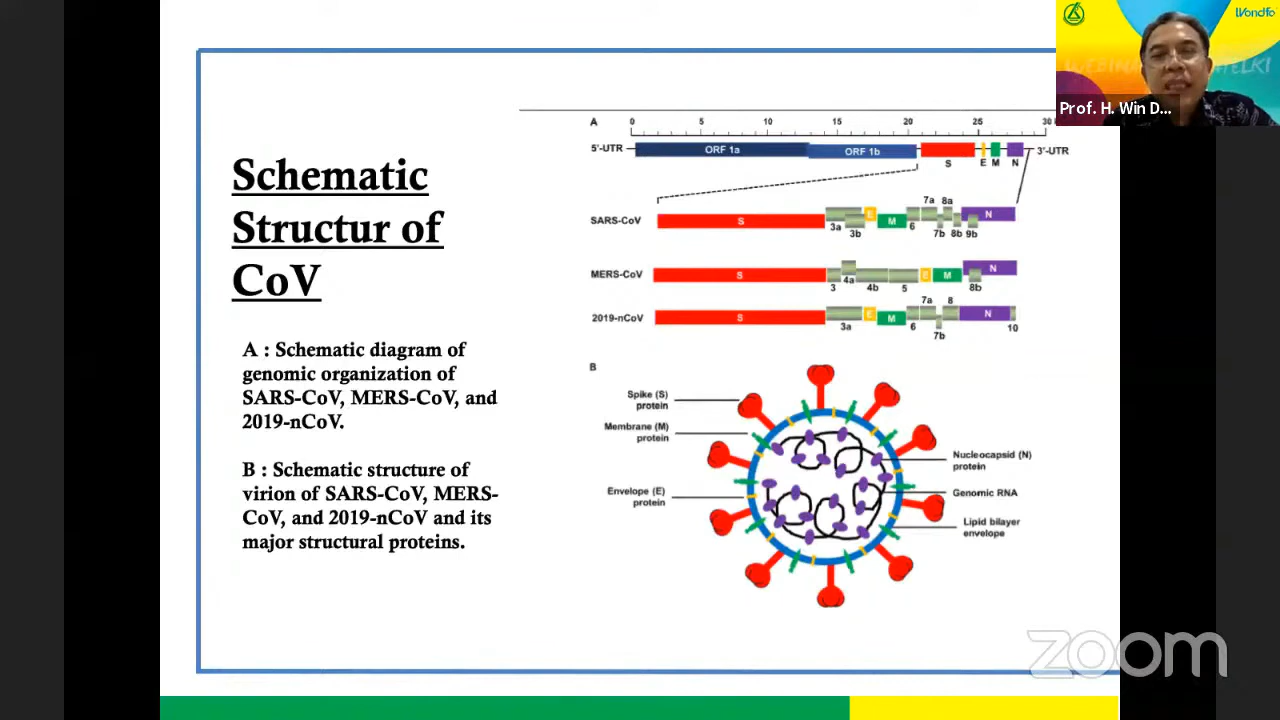 Wondfo
Prof. H. Win D...
Schematic
Structur of
CoV
A : Schematic diagram of
genomic organization of
SARS-CoV, MERS-CoV, and
2019-nCoV.
B : Schematic structure of
virion of SARS-CoV, MERS-
CoV, and 2019-nCoV and its
major structural proteins.
A 0 5 10 15 20 25 30
5'-UTR ORF 1a ORF 1b S E M N 3'-UTR
7a 8a
SARS-CoV S E M N
3a 3b 6 7b 8b 9b
MERS-CoV S 4a E M N
3 4b 5 8b
7a 8
2019-nCoV S E M N
3a 6 7b 10
B
Spike (S)
protein
Membrane (M)
protein
Envelope (E)
protein
Nucleocapsid (N)
protein
Genomic RNA
Lipid bilayer
envelope
zoom